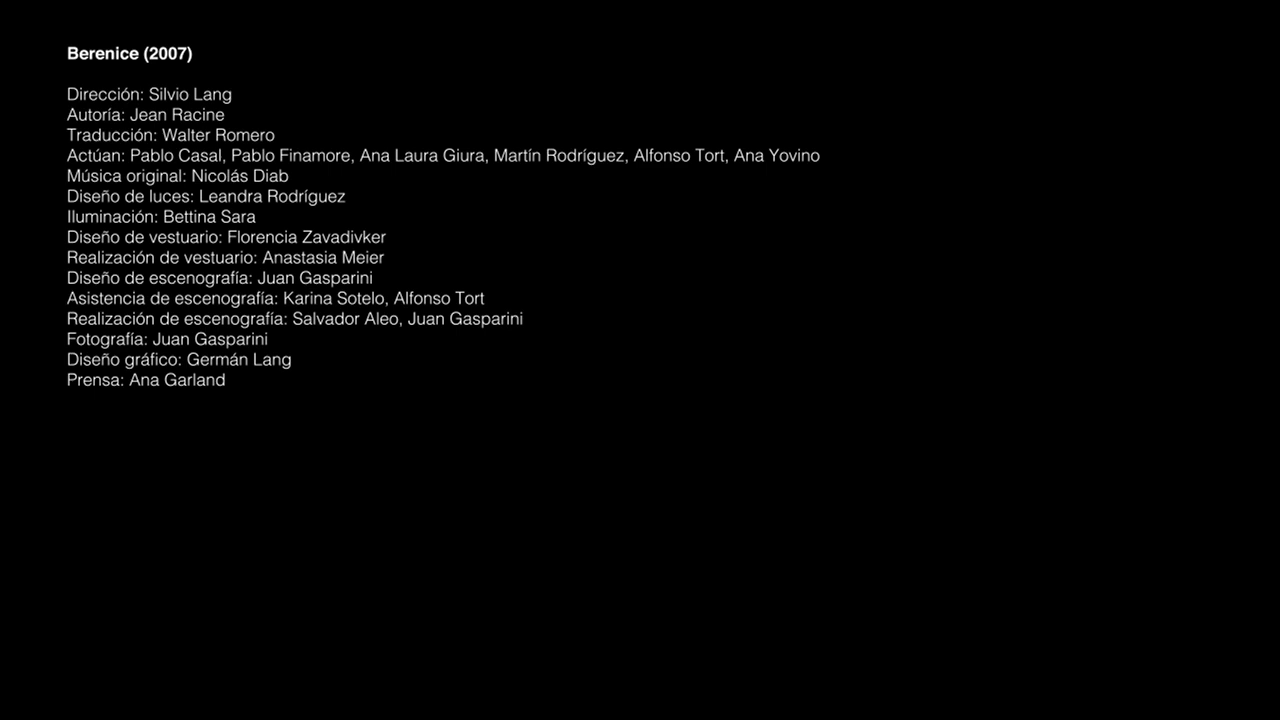 Berenice (2007)
Dirección: Silvio Lang
Autoría: Jean Racine
Traducción: Walter Romero
Actúan: Pablo Casal, Pablo Finamore, Ana Laura Giura, Martín Rodríguez, Alfonso Tort, Ana Yovino
Música original: Nicolás Diab
Diseño de luces: Leandra Rodríguez
Iluminación: Bettina Sara
Diseño de vestuario: Florencia Zavadivker
Realización de vestuario: Anastasia Meier
Diseño de escenografía: Juan Gasparini
Asistencia de escenografía: Karina Sotelo, Alfonso Tort
Realización de escenografía: Salvador Aleo, Juan Gasparini
Fotografía: Juan Gasparini
Diseño gráfico: Germán Lang
Prensa: Ana Garland